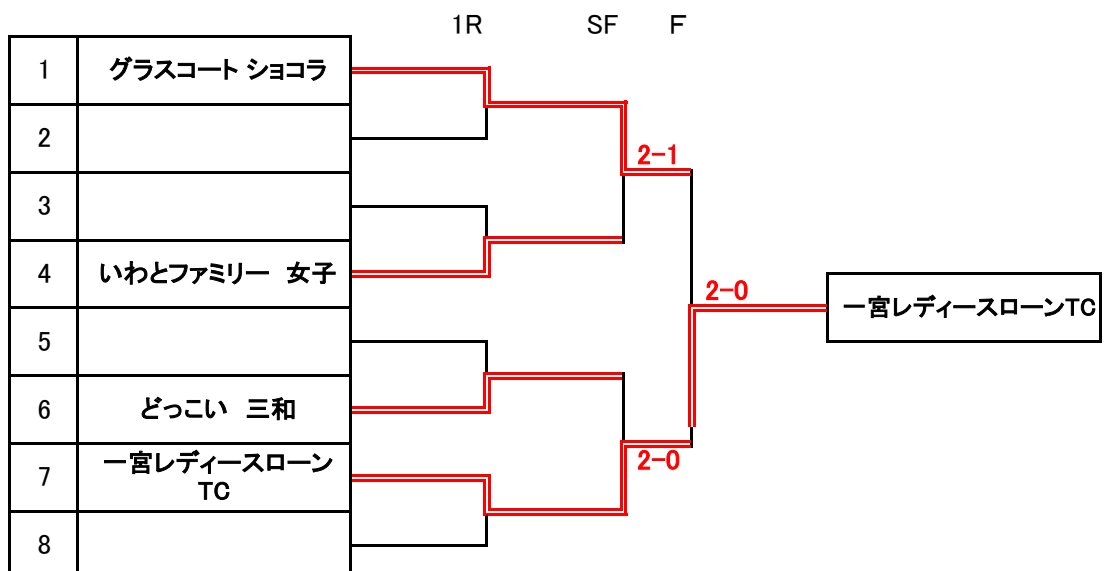 1R SF F
1 グラスコート ショコラ
2
2-1
3
4 いわとファミリー 女子
2-0
一宮レディースローンTC
5
6 どっこい 三和
2-0
7 一宮レディースローン
TC
8